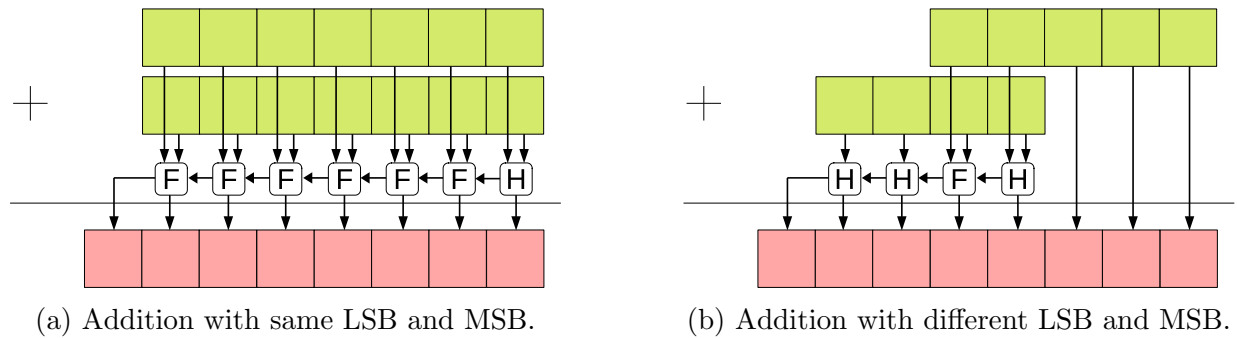 +
F F F F F F H
(a) Addition with same LSB and MSB.
+
H H F H
(b) Addition with different LSB and MSB.